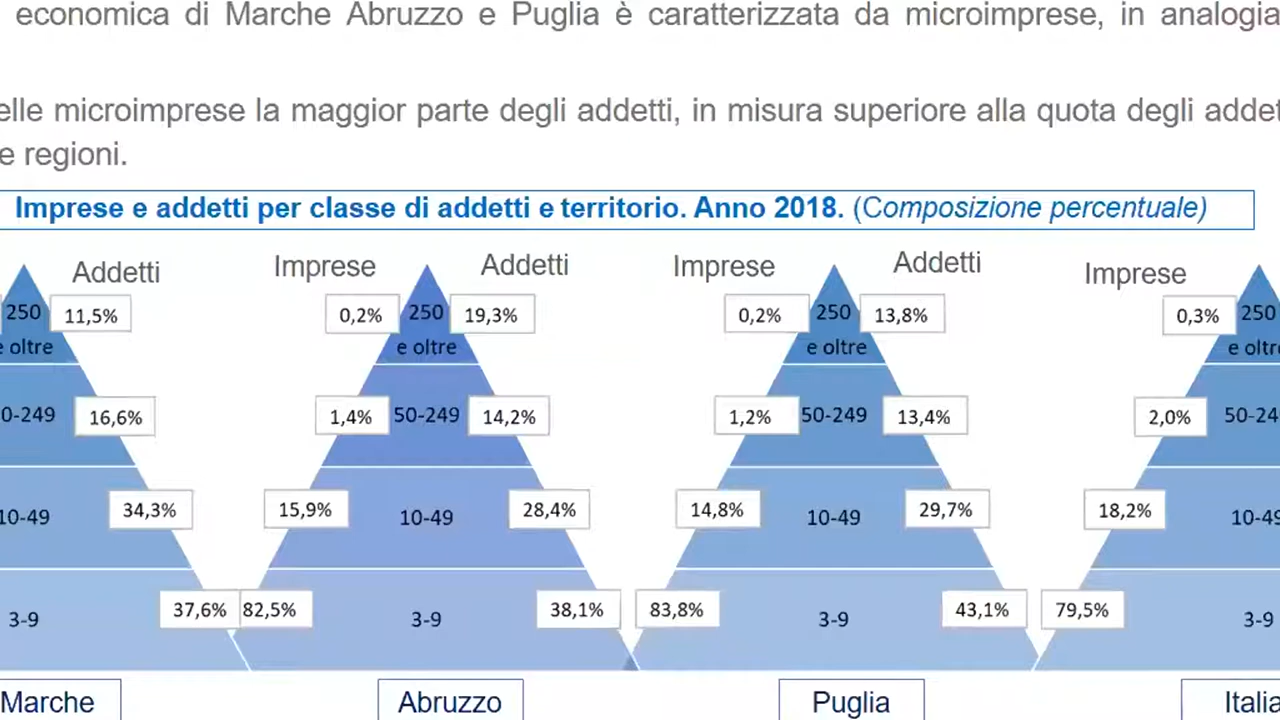 economica di Marche Abruzzo e Puglia è caratterizzata da microimprese, in analogia
elle microimprese la maggior parte degli addetti, in misura superiore alla quota degli addet
e regioni.
Imprese e addetti per classe di addetti e territorio. Anno 2018. (Composizione percentuale)
Addetti Imprese Addetti Imprese Addetti Imprese
250 11,5% 0,2% 250 19,3% 0,2% 250 13,8% 0,3% 250
e oltre e oltre e oltre e oltre
0-249 16,6% 1,4% 50-249 14,2% 1,2% 50-249 13,4% 2,0% 50-24
10-49 34,3% 15,9% 10-49 28,4% 14,8% 10-49 29,7% 18,2% 10-49
3-9 37,6% 82,5% 3-9 38,1% 83,8% 3-9 43,1% 79,5% 3-9
Marche Abruzzo Puglia Italia